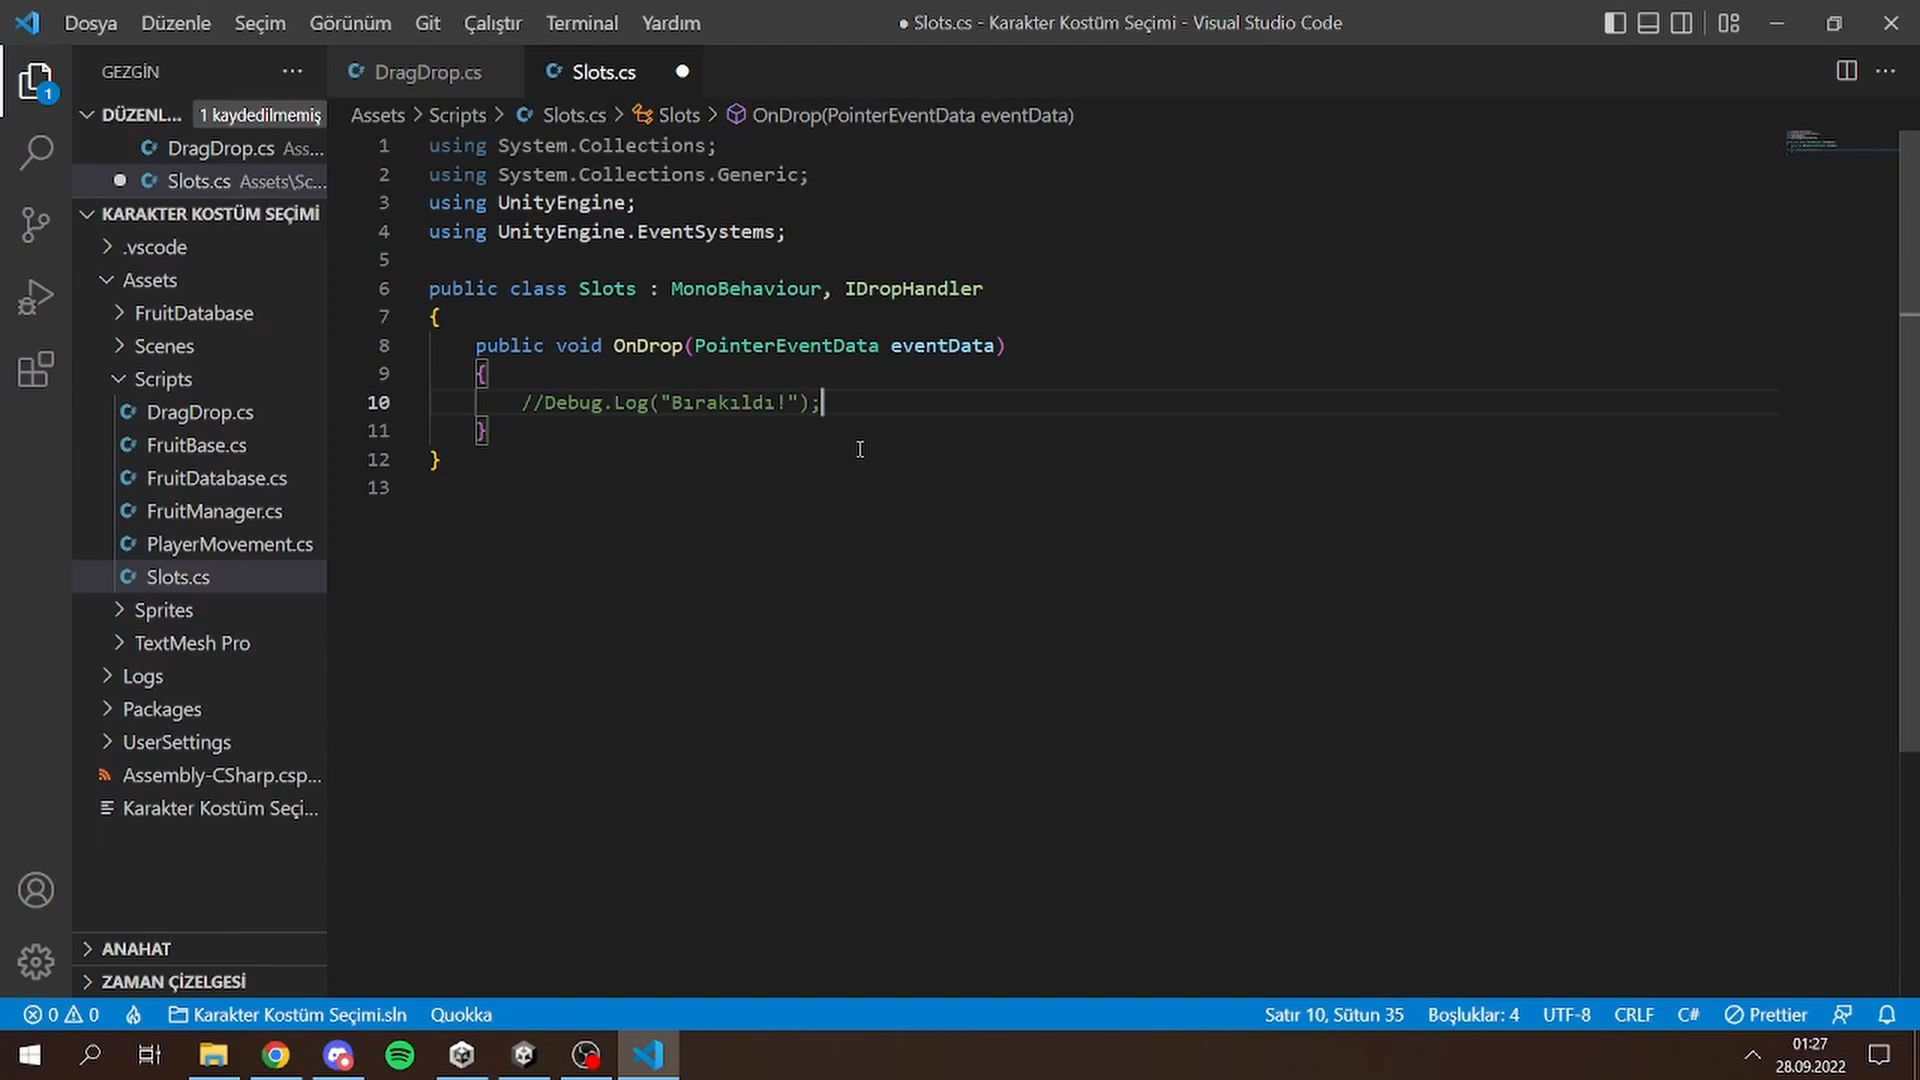 Dosya Düzenle Seçim Görünüm Git Çalıştır Terminal Yardım
● Slots.cs - Karakter Kostüm Seçimi - Visual Studio Code
GEZGİN
DragDrop.cs
Slots.cs
DÜZENL... 1 kaydedilmemiş
DragDrop.cs Ass...
Slots.cs Assets\Sc...
KARAKTER KOSTÜM SEÇİMİ
.vscode
Assets
FruitDatabase
Scenes
Scripts
DragDrop.cs
FruitBase.cs
FruitDatabase.cs
FruitManager.cs
PlayerMovement.cs
Slots.cs
Sprites
TextMesh Pro
Logs
Packages
UserSettings
Assembly-CSharp.csp...
Karakter Kostüm Seçi...
ANAHAT
ZAMAN ÇİZELGESİ
1
Assets > Scripts > Slots.cs > Slots > OnDrop(PointerEventData eventData)
1 using System.Collections;
2 using System.Collections.Generic;
3 using UnityEngine;
4 using UnityEngine.EventSystems;
5
6 public class Slots : MonoBehaviour, IDropHandler
7 {
8 public void OnDrop(PointerEventData eventData)
9 {
10 //Debug.Log("Bırakıldı!");
11 }
12 }
13
0 0 Karakter Kostüm Seçimi.sln Quokka
Satır 10, Sütun 35 Boşluklar: 4 UTF-8 CRLF C# Prettier
01:27
28.09.2022